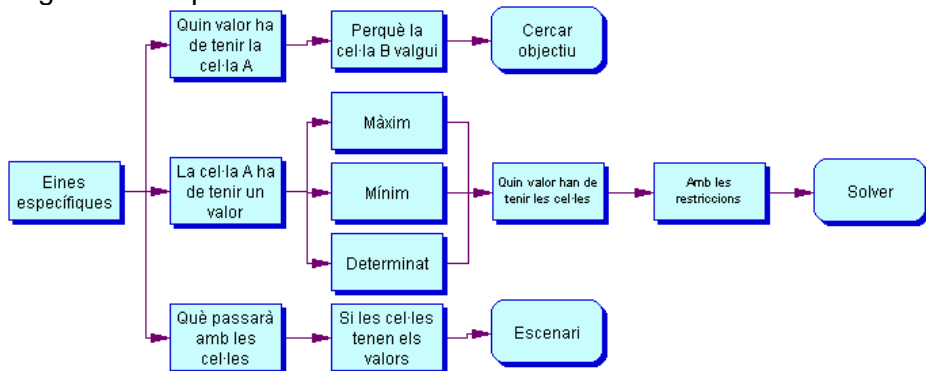 Quin valor ha
de tenir la
cel·la A
Perquè la
cel·la B valgui
Cercar
objectiu
Eines
específiques
La cel·la A ha
de tenir un
valor
Màxim
Mínim
Determinat
Quin valor han de
tenir les cel·les
Amb les
restriccions
Solver
Què passarà
amb les
cel·les
Si les cel·les
tenen els
valors
Escenari